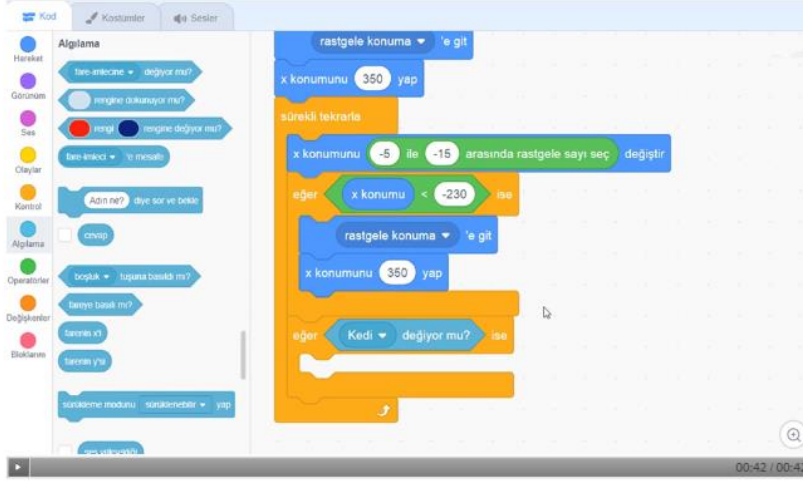 Kod
Kostümler
Sesler
Algılama
Hareket
Görünüm
Ses
Olaylar
Kontrol
Algılama
Operatörler
Değişkenler
Bloklarım
fare-imlecine değiyor mu?
rengine dokunuyor mu?
rengi rengine değiyor mu?
fare-imleci 'e mesafe
Adın ne? diye sor ve bekle
cevap
boşluk tuşuna basıldı mı?
fareye basılı mı?
farenin x'i
farenin y'si
sürükleme modunu sürüklenebilir yap
ses yüksekliği
rastgele konuma 'e git
x konumunu 350 yap
sürekli tekrarla
x konumunu -5 ile -15 arasında rastgele sayı seç değiştir
eğer x konumu < -230 ise
rastgele konuma 'e git
x konumunu 350 yap
eğer Kedi değiyor mu? ise
00:42 / 00:42